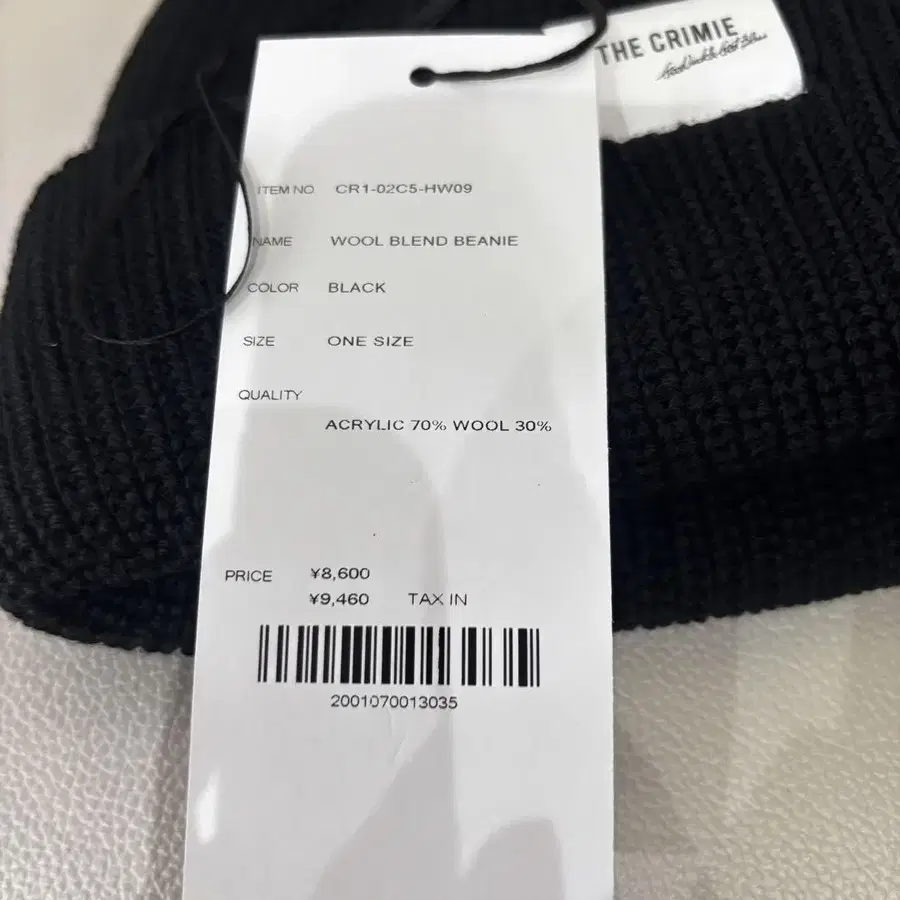 THE CRIMIE
ITEM NO. CR1-02C5-HW09
NAME WOOL BLEND BEANIE
COLOR BLACK
SIZE ONE SIZE
QUALITY
ACRYLIC 70% WOOL 30%
PRICE ¥8,600
¥9,460 TAX IN
2001070013035